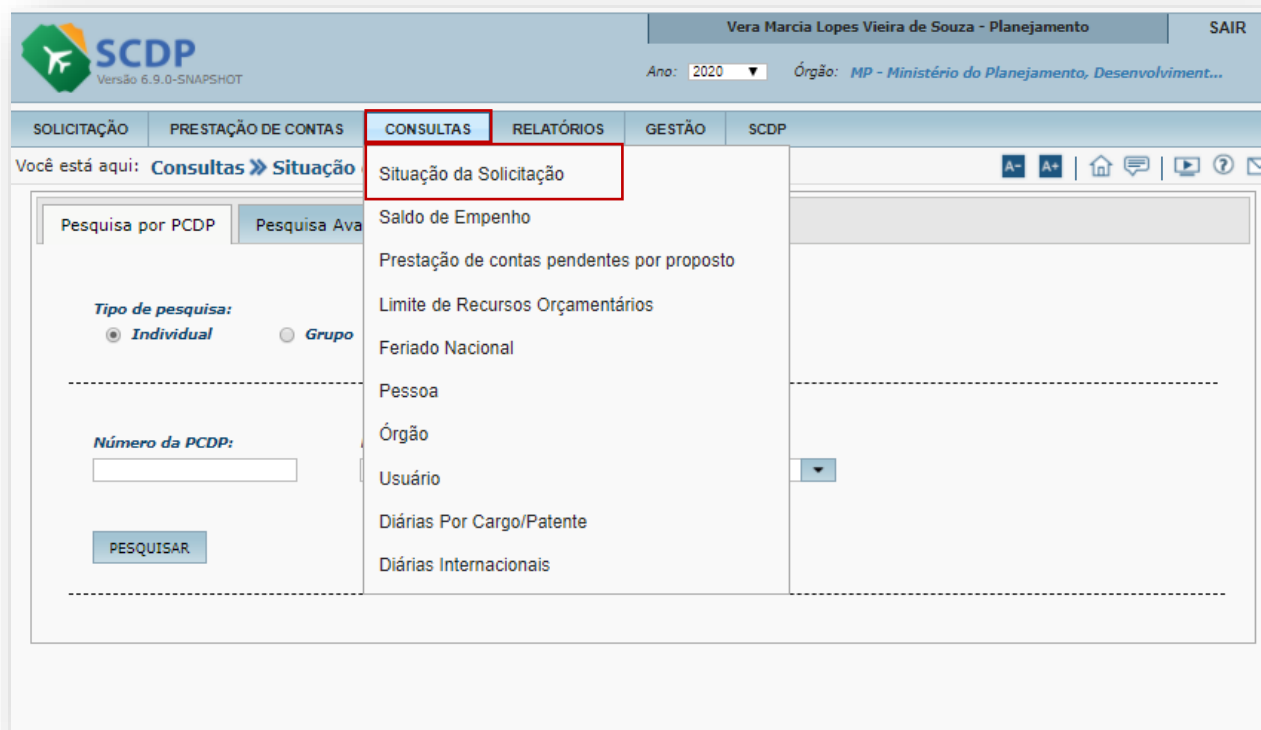 Vera Marcia Lopes Vieira de Souza - Planejamento
SAIR
SCDP
Versão 6.9.0-SNAPSHOT
Ano: 2020
Órgão: MP - Ministério do Planejamento, Desenvolviment...
SOLICITAÇÃO PRESTAÇÃO DE CONTAS CONSULTAS RELATÓRIOS GESTÃO SCDP
Você está aqui: Consultas » Situação
A- A+
Situação da Solicitação
Saldo de Empenho
Prestação de contas pendentes por proposto
Limite de Recursos Orçamentários
Feriado Nacional
Pessoa
Órgão
Usuário
Diárias Por Cargo/Patente
Diárias Internacionais
Pesquisa por PCDP
Pesquisa Ava
Tipo de pesquisa:
Individual Grupo
Número da PCDP:
PESQUISAR